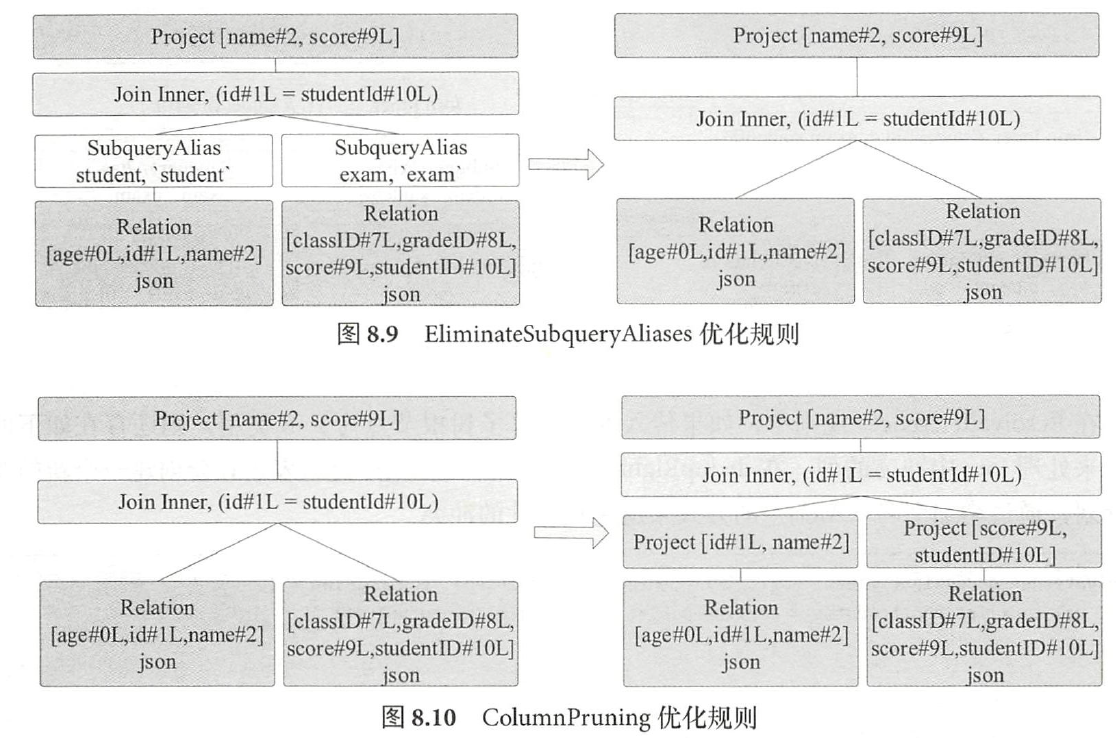 Project [name#2, score#9L]
Join Inner, (id#1L = studentId#10L)
SubqueryAlias
student, `student`
SubqueryAlias
exam, `exam`
Relation
[age#0L,id#1L,name#2]
json
Relation
[classID#7L,gradeID#8L,
score#9L,studentID#10L]
json
Project [name#2, score#9L]
Join Inner, (id#1L = studentId#10L)
Relation
[age#0L,id#1L,name#2]
json
Relation
[classID#7L,gradeID#8L,
score#9L,studentID#10L]
json
图 8.9 EliminateSubqueryAliases 优化规则
Project [name#2, score#9L]
Join Inner, (id#1L = studentId#10L)
Relation
[age#0L,id#1L,name#2]
json
Relation
[classID#7L,gradeID#8L,
score#9L,studentID#10L]
json
Project [name#2, score#9L]
Join Inner, (id#1L = studentId#10L)
Project [id#1L, name#2]
Project [score#9L,
studentID#10L]
Relation
[age#0L,id#1L,name#2]
json
Relation
[classID#7L,gradeID#8L,
score#9L,studentID#10L]
json
图 8.10 ColumnPruning 优化规则